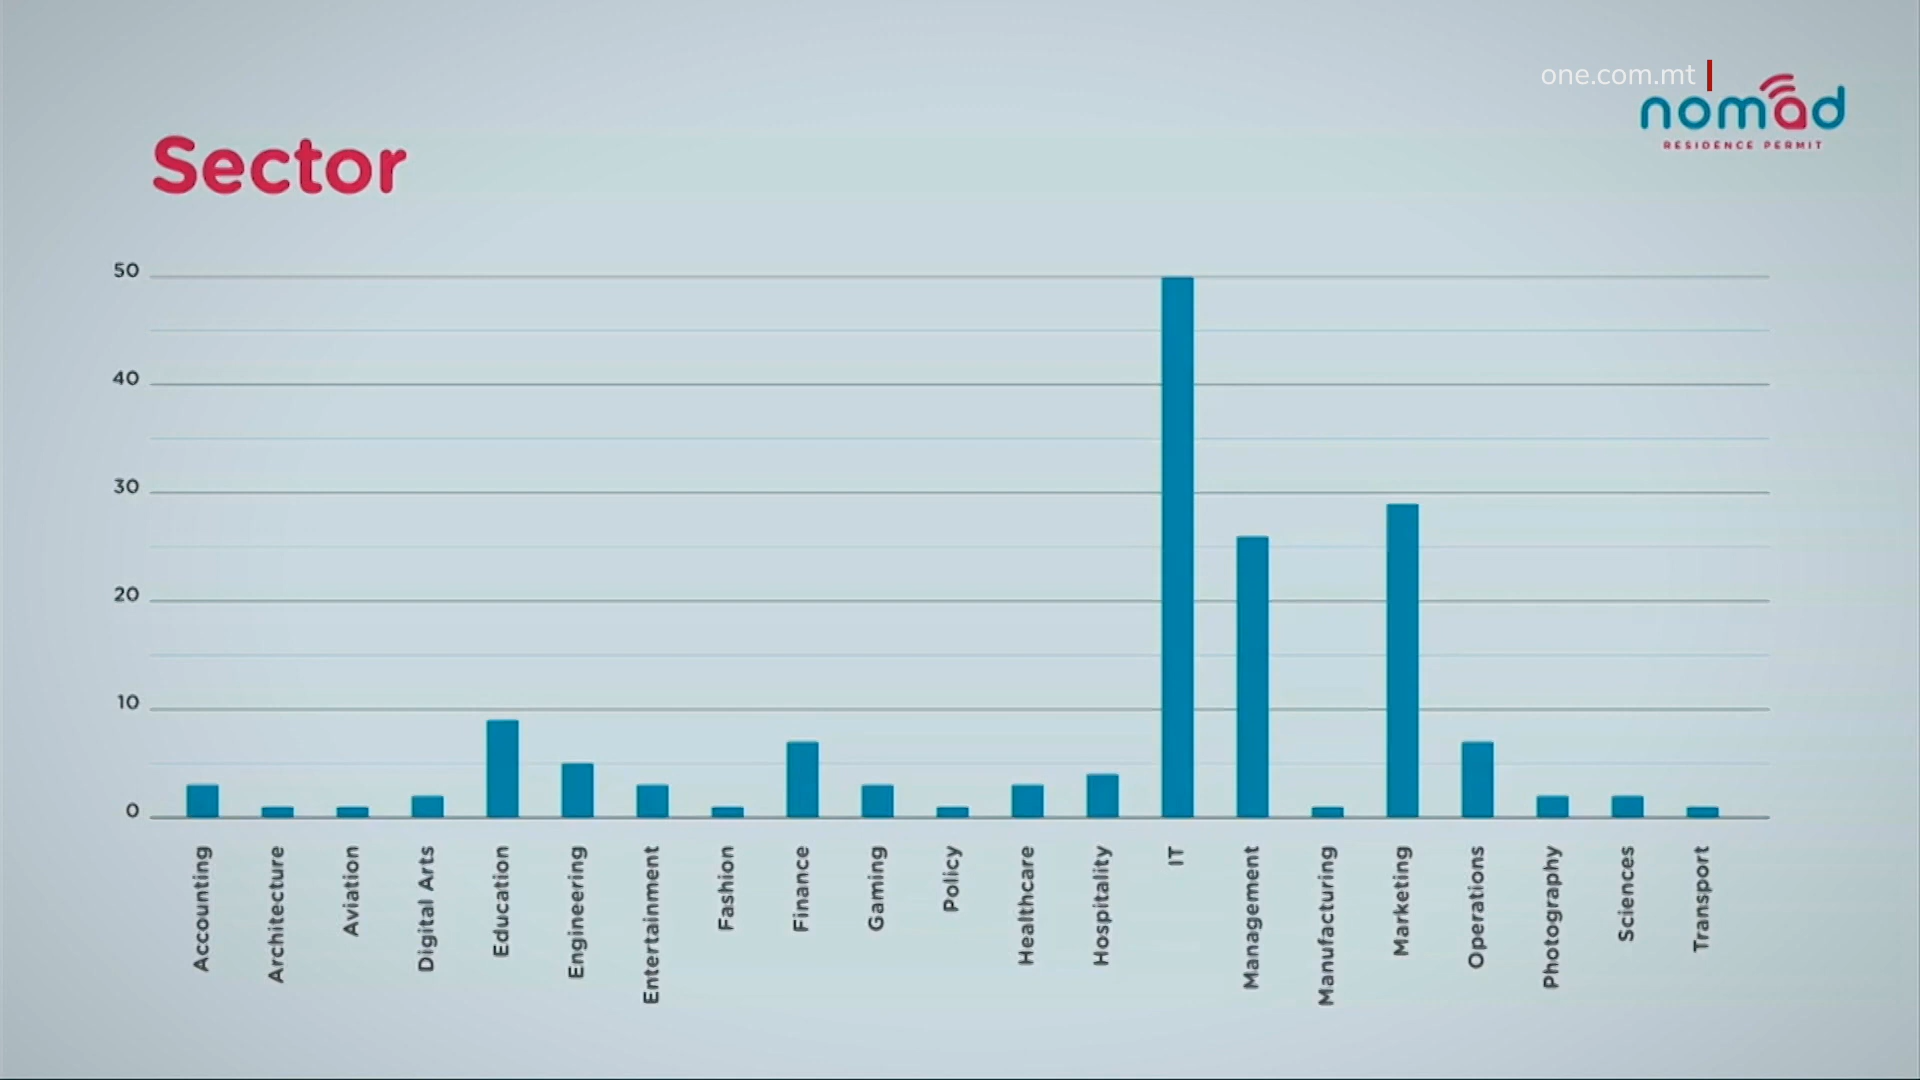 one.com.mt
nomad
RESIDENCE PERMIT
Sector
50
40
30
20
10
0
Accounting
Architecture
Aviation
Digital Arts
Education
Engineering
Entertainment
Fashion
Finance
Gaming
Policy
Healthcare
Hospitality
IT
Management
Manufacturing
Marketing
Operations
Photography
Sciences
Transport